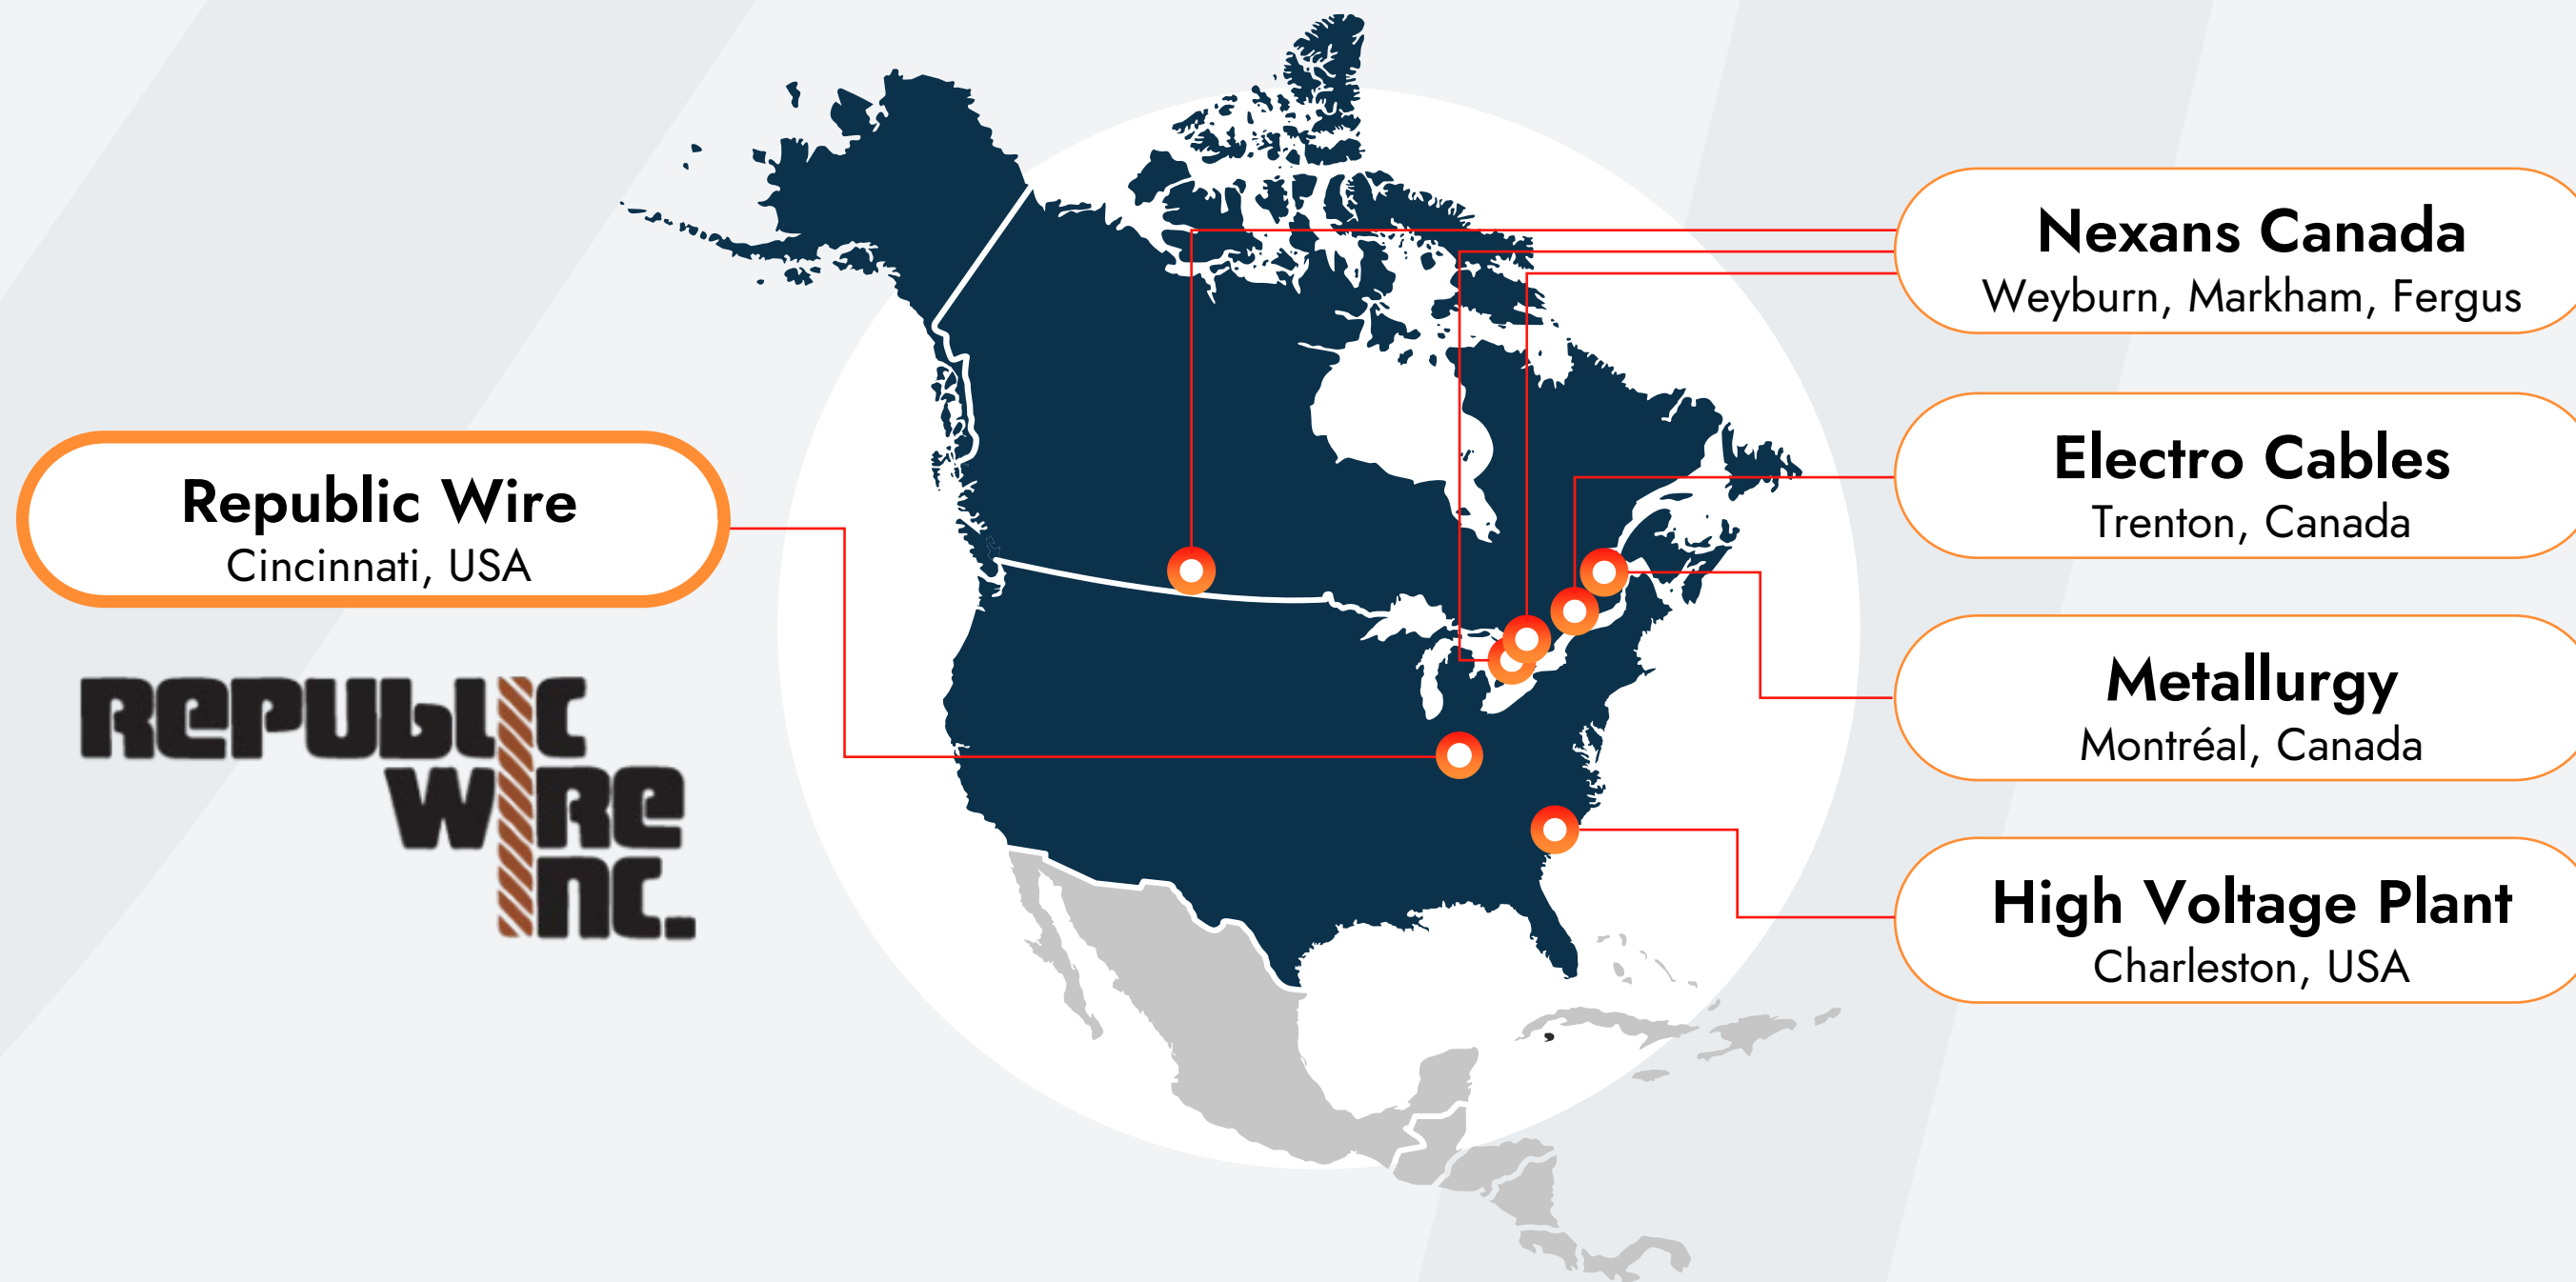 Republic Wire
Cincinnati, USA
RePUbLIC
WIRe
INC.
Nexans Canada
Weyburn, Markham, Fergus
Electro Cables
Trenton, Canada
Metallurgy
Montréal, Canada
High Voltage Plant
Charleston, USA